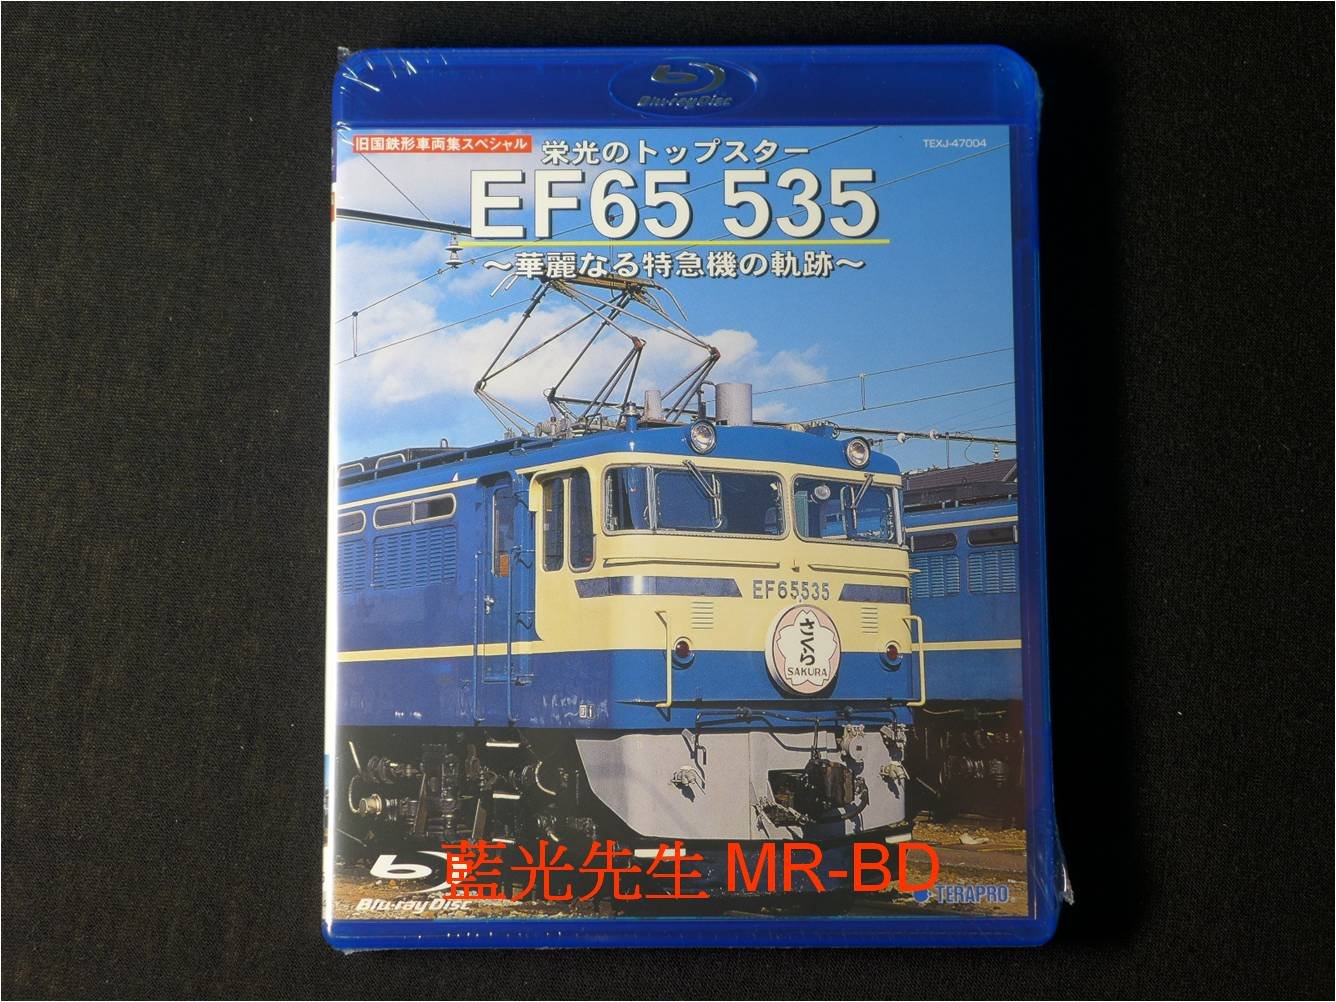 Blu-ray Disc
旧国鉄形車両集スペシャル
栄光のトップスター
TEXJ-47004
EF65 535
～華麗なる特急機の軌跡～
EF65535
さくら
SAKURA
藍光先生 MR-BD
Blu-ray Disc
TERAPRO